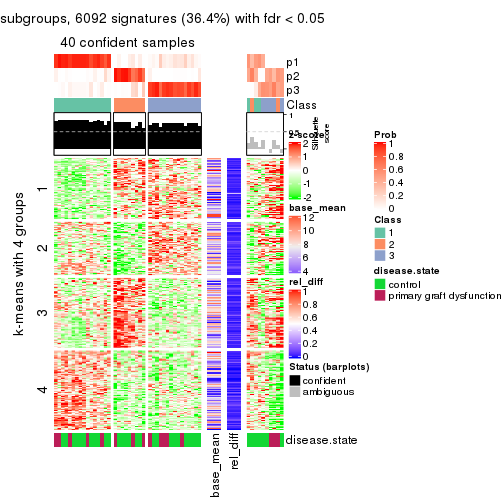 subgroups, 6092 signatures (36.4%) with fdr < 0.05
40 confident samples
p1
p2
p3
Class
1
0.5
Silhouette
score
k-means with 4 groups
1
2
3
4
base_mean
rel_diff
disease.state
z-score
2
1
0
-1
-2
base_mean
12
10
8
6
4
rel_diff
1
0.8
0.6
0.4
0.2
0
Status (barplots)
confident
ambiguous
Prob
1
0.8
0.6
0.4
0.2
0
Class
1
2
3
disease.state
control
primary graft dysfunction